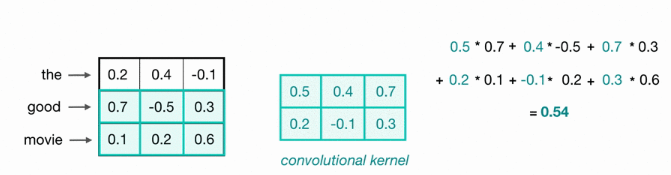 the → 0.2 0.4 -0.1
good → 0.7 -0.5 0.3
movie → 0.1 0.2 0.6
0.5 0.4 0.7
0.2 -0.1 0.3
convolutional kernel
0.5 * 0.7 + 0.4 * -0.5 + 0.7 * 0.3
+ 0.2 * 0.1 + -0.1 * 0.2 + 0.3 * 0.6
= 0.54